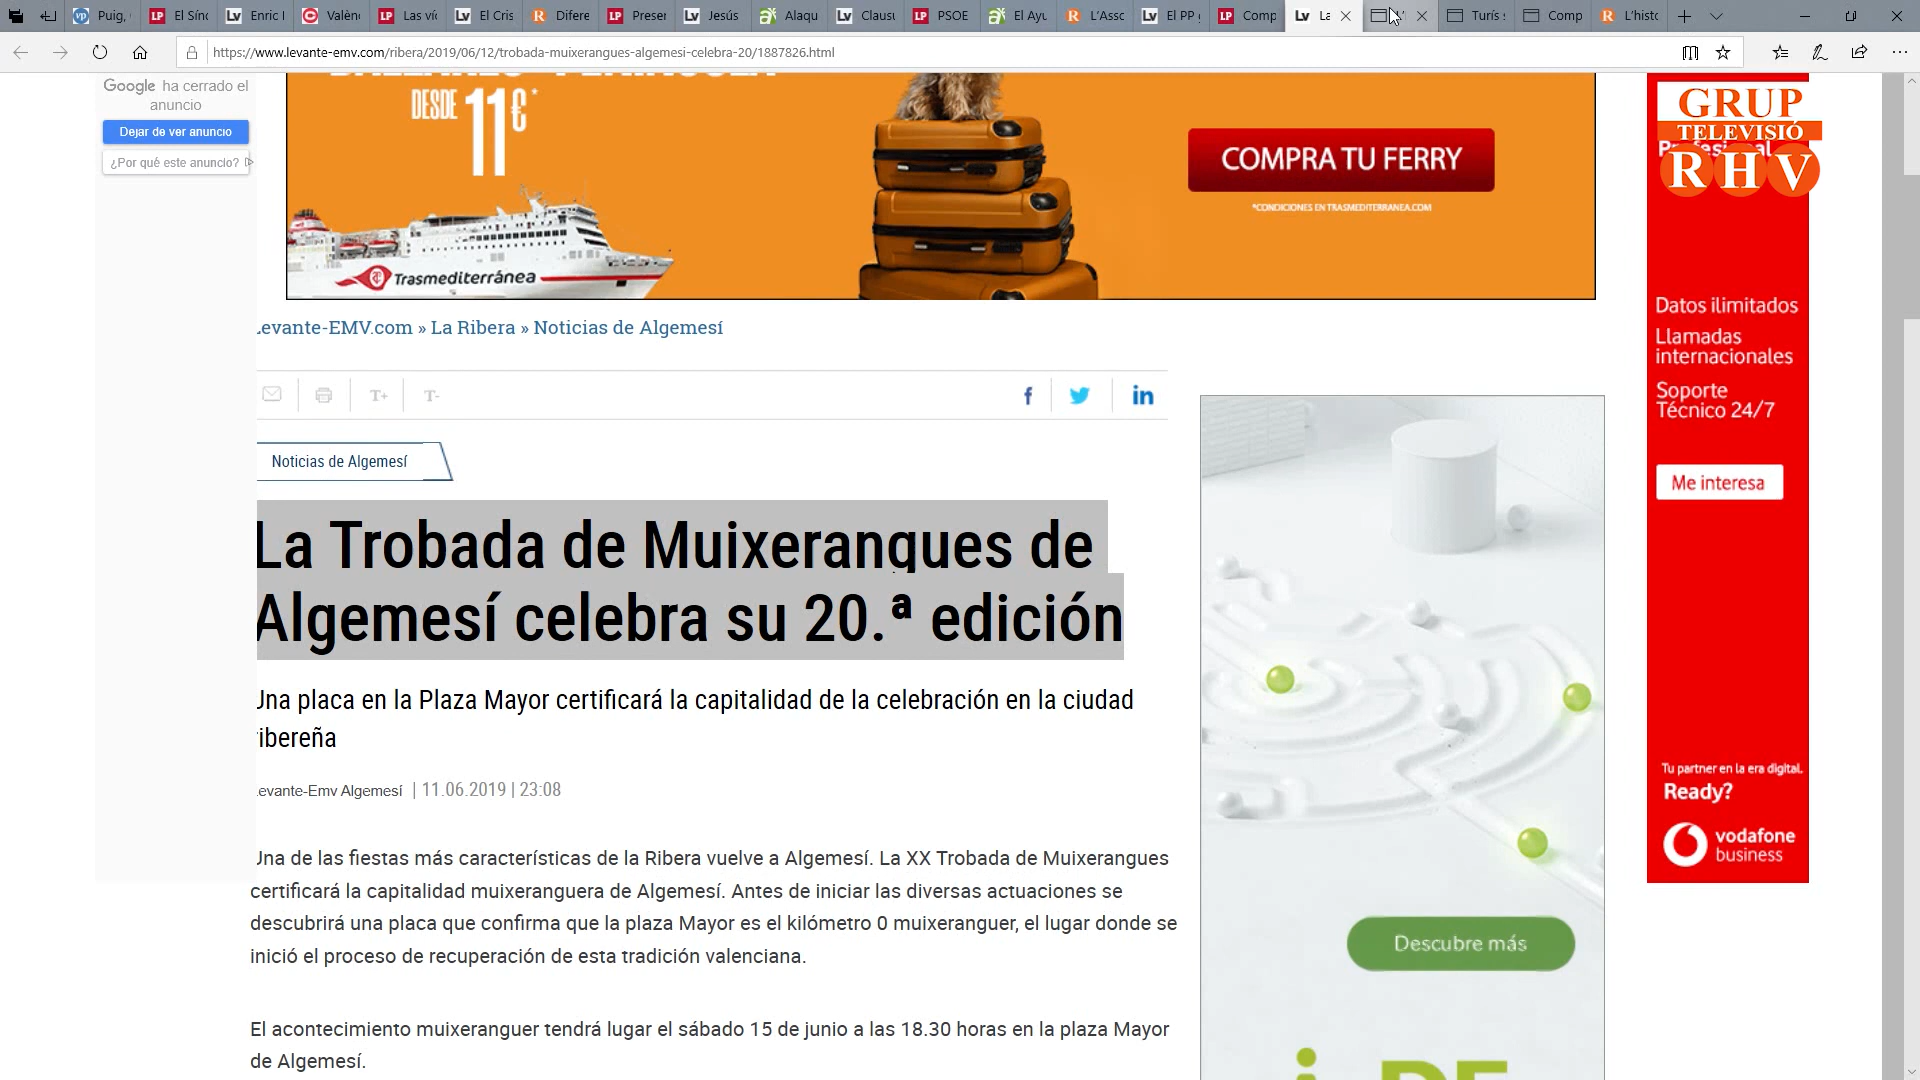 Puig,
El Sínd
Enric I
Valènc
Las víc
El Cris
Difere
Preser
Jesús
Alaqu
Claust
PSOE
El Ayu
L'Asso
El PP
Comp
La
Turís
Comp
L'histo
https://www.levante-emv.com/ribera/2019/06/12/trobada-muixerangues-algemesi-celebra-20/1887826.html
Google ha cerrado el
anuncio
Dejar de ver anuncio
¿Por qué este anuncio?
DESDE 11€*
COMPRA TU FERRY
*CONDICIONES EN TRASMEDITERRANEA.COM
Trasmediterránea
GRUP
TELEVISIÓ
Profesional
RHV
Datos ilimitados
Llamadas
internacionales
Soporte
Técnico 24/7
Me interesa
Tu partner en la era digital.
Ready?
vodafone
business
Levante-EMV.com » La Ribera » Noticias de Algemesí
T+ T-
f in
Noticias de Algemesí
La Trobada de Muixerangues de
Algemesí celebra su 20.ª edición
Una placa en la Plaza Mayor certificará la capitalidad de la celebración en la ciudad
ribereña
Levante-Emv Algemesí | 11.06.2019 | 23:08
Una de las fiestas más características de la Ribera vuelve a Algemesí. La XX Trobada de Muixerangues
certificará la capitalidad muixeranguera de Algemesí. Antes de iniciar las diversas actuaciones se
descubrirá una placa que confirma que la plaza Mayor es el kilómetro 0 muixeranguer, el lugar donde se
inició el proceso de recuperación de esta tradición valenciana.
El acontecimiento muixeranguer tendrá lugar el sábado 15 de junio a las 18.30 horas en la plaza Mayor
de Algemesí.
Descubre más